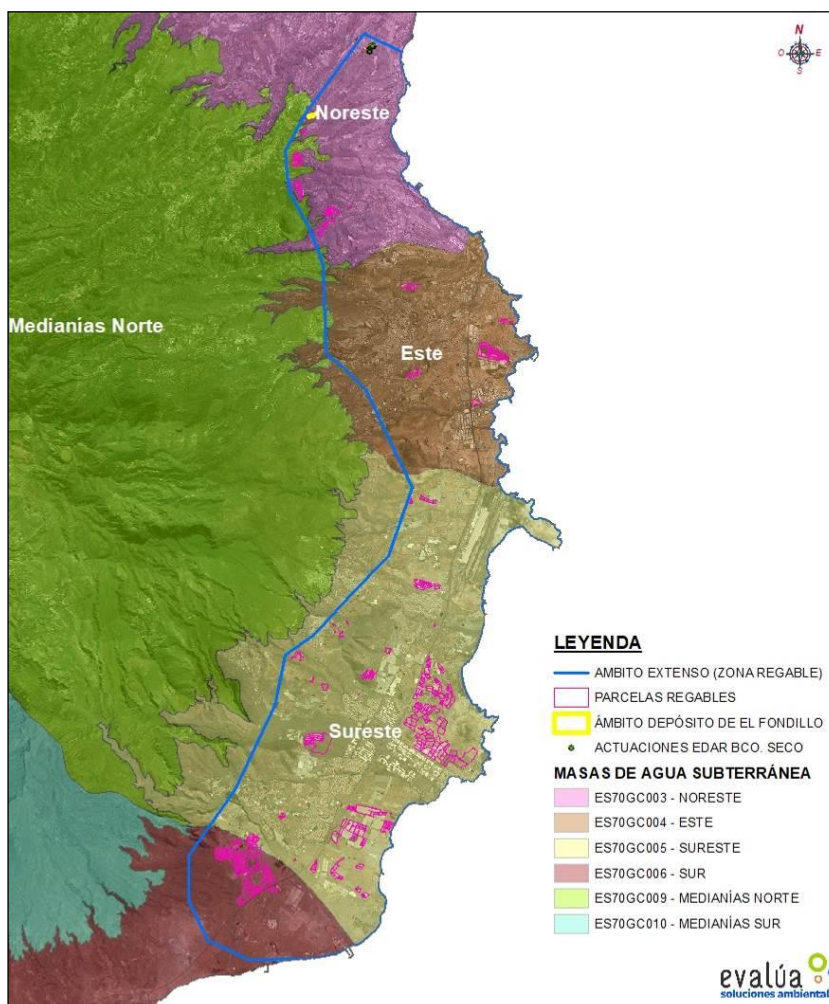 N
O E
S
Noreste
Medianías Norte
Este
Sureste
LEYENDA
AMBITO EXTENSO (ZONA REGABLE)
PARCELAS REGABLES
ÁMBITO DEPÓSITO DE EL FONDILLO
ACTUACIONES EDAR BCO. SECO
MASAS DE AGUA SUBTERRÁNEA
ES70GC003 - NORESTE
ES70GC004 - ESTE
ES70GC005 - SURESTE
ES70GC006 - SUR
ES70GC009 - MEDIANÍAS NORTE
ES70GC010 - MEDIANÍAS SUR
evalúa
soluciones ambiental